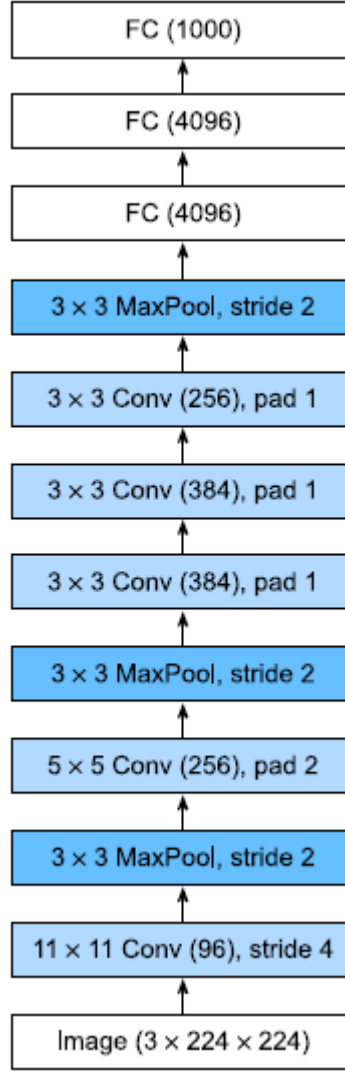 FC (1000)
FC (4096)
FC (4096)
3 × 3 MaxPool, stride 2
3 × 3 Conv (256), pad 1
3 × 3 Conv (384), pad 1
3 × 3 Conv (384), pad 1
3 × 3 MaxPool, stride 2
5 × 5 Conv (256), pad 2
3 × 3 MaxPool, stride 2
11 × 11 Conv (96), stride 4
Image (3 × 224 × 224)